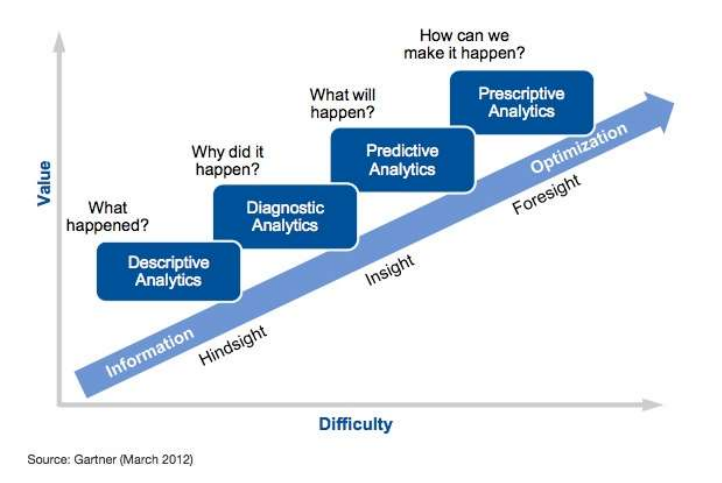 How can we
make it happen?
Prescriptive
Analytics
What will
happen?
Predictive
Analytics
Why did it
happen?
Diagnostic
Analytics
What
happened?
Descriptive
Analytics
Value
Information
Optimization
Hindsight
Insight
Foresight
Difficulty
Source: Gartner (March 2012)